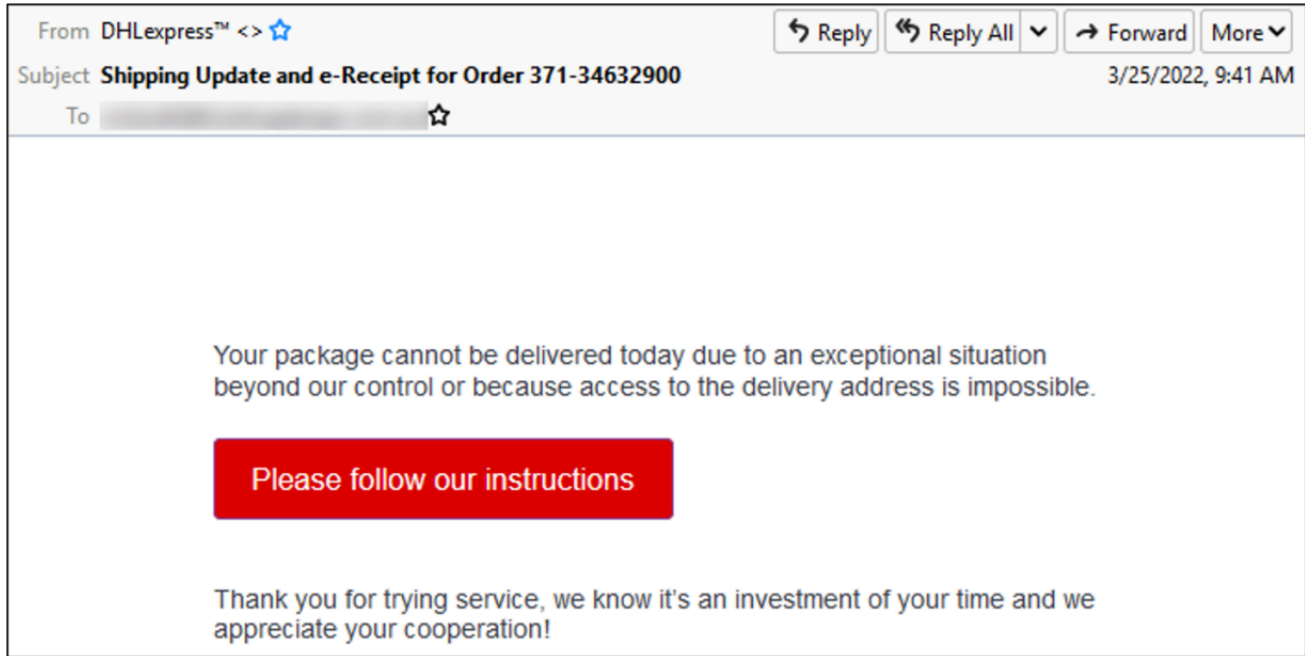 From DHLexpress™ <> Reply Reply All Forward More
Subject Shipping Update and e-Receipt for Order 371-34632900 3/25/2022, 9:41 AM
To
Your package cannot be delivered today due to an exceptional situation
beyond our control or because access to the delivery address is impossible.
Please follow our instructions
Thank you for trying service, we know it's an investment of your time and we
appreciate your cooperation!